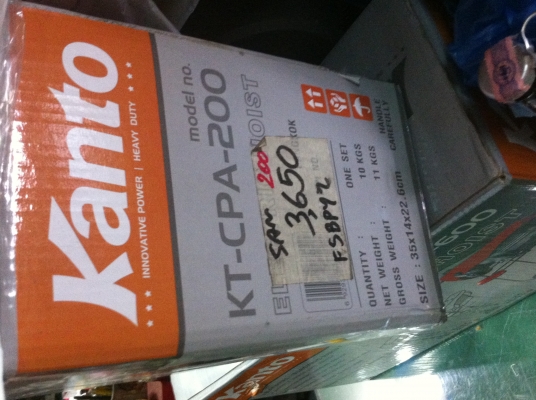 Kanto
INNOVATIVE POWER | HEAVY DUTY
model no.
KT-CPA-200
HOIST
SAM 200
3650
FSBPYZ
QUANTITY : ONE SET
NET WEIGHT : 10 KGS
GROSS WEIGHT : 11 KGS
SIZE : 35x14x22.6cm
HANDLE
CAREFULLY
Kanto